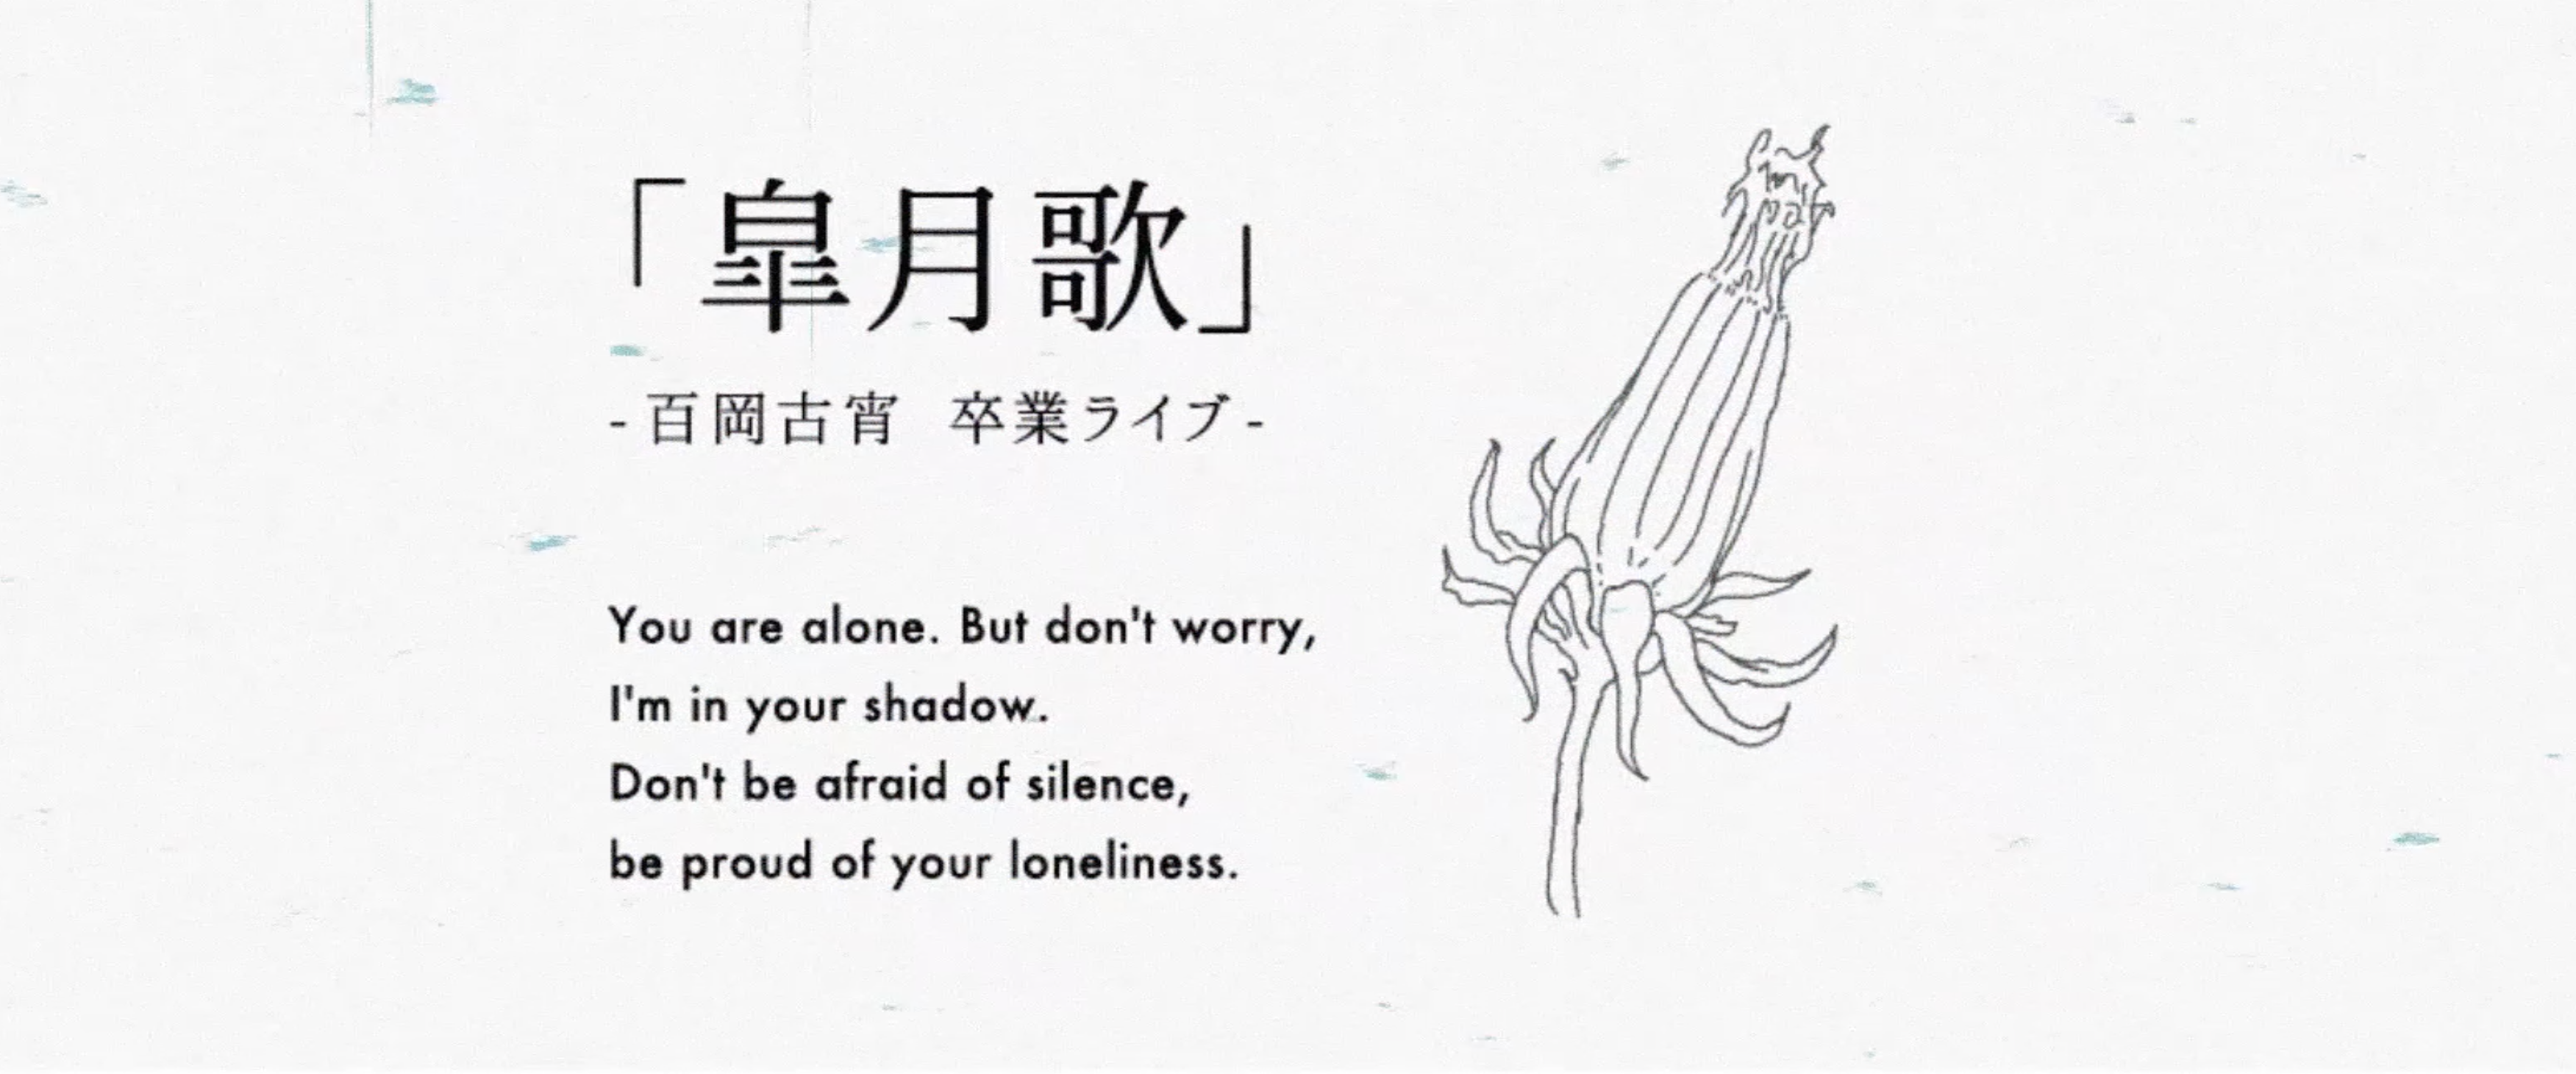 「皐月歌」
-百岡古宵 卒業ライブ-
You are alone. But don't worry,
I'm in your shadow.
Don't be afraid of silence,
be proud of your loneliness.